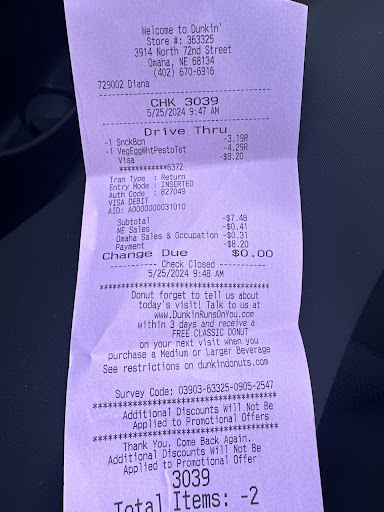 Welcome to Dunkin'
Store #: 363325
3914 North 72nd Street
Omaha, NE 68134
(402) 670-6916
729002 Diana
CHK 3039
5/25/2024 9:47 AM
Drive Thru
-1 SnckBcn -3.19R
-1 VegEggWhtPestoTst -4.29R
Visa -$8.20
************6372
Tran Type : Return
Entry Mode : INSERTED
Auth Code : 827049
VISA DEBIT
AID: A0000000031010
Subtotal -$7.48
NE Sales -$0.41
Omaha Sales & Occupation -$0.31
Payment -$8.20
Change Due $0.00
----------- Check Closed -----------
5/25/2024 9:48 AM
************************************
Donut forget to tell us about
today's visit! Talk to us at
www.DunkinRunsOnYou.com
within 3 days and receive a
FREE CLASSIC DONUT
on your next visit when you
purchase a Medium or Larger Beverage
See restrictions on dunkindonuts.com
Survey Code: 03903-63325-0905-2547
************************************
Additional Discounts Will Not Be
Applied to Promotional Offers
************************************
Thank You. Come Back Again.
Additional Discounts Will Not Be
Applied to Promotional Offer
3039
Total Items: -2